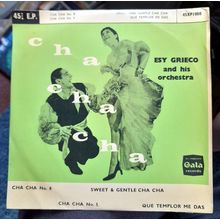 45 E.P.
CHA CHA No. 8
CHA CHA No. 5
SWEET & GENTLE CHA CHA
QUE TEMPLOR ME DAS
45XP1008
cha
cha
cha
ESY GRIECO
and his
orchestra
Gala
records
CHA CHA No. 8
SWEET & GENTLE CHA CHA
CHA CHA No. 5
QUE TEMPLOR ME DAS